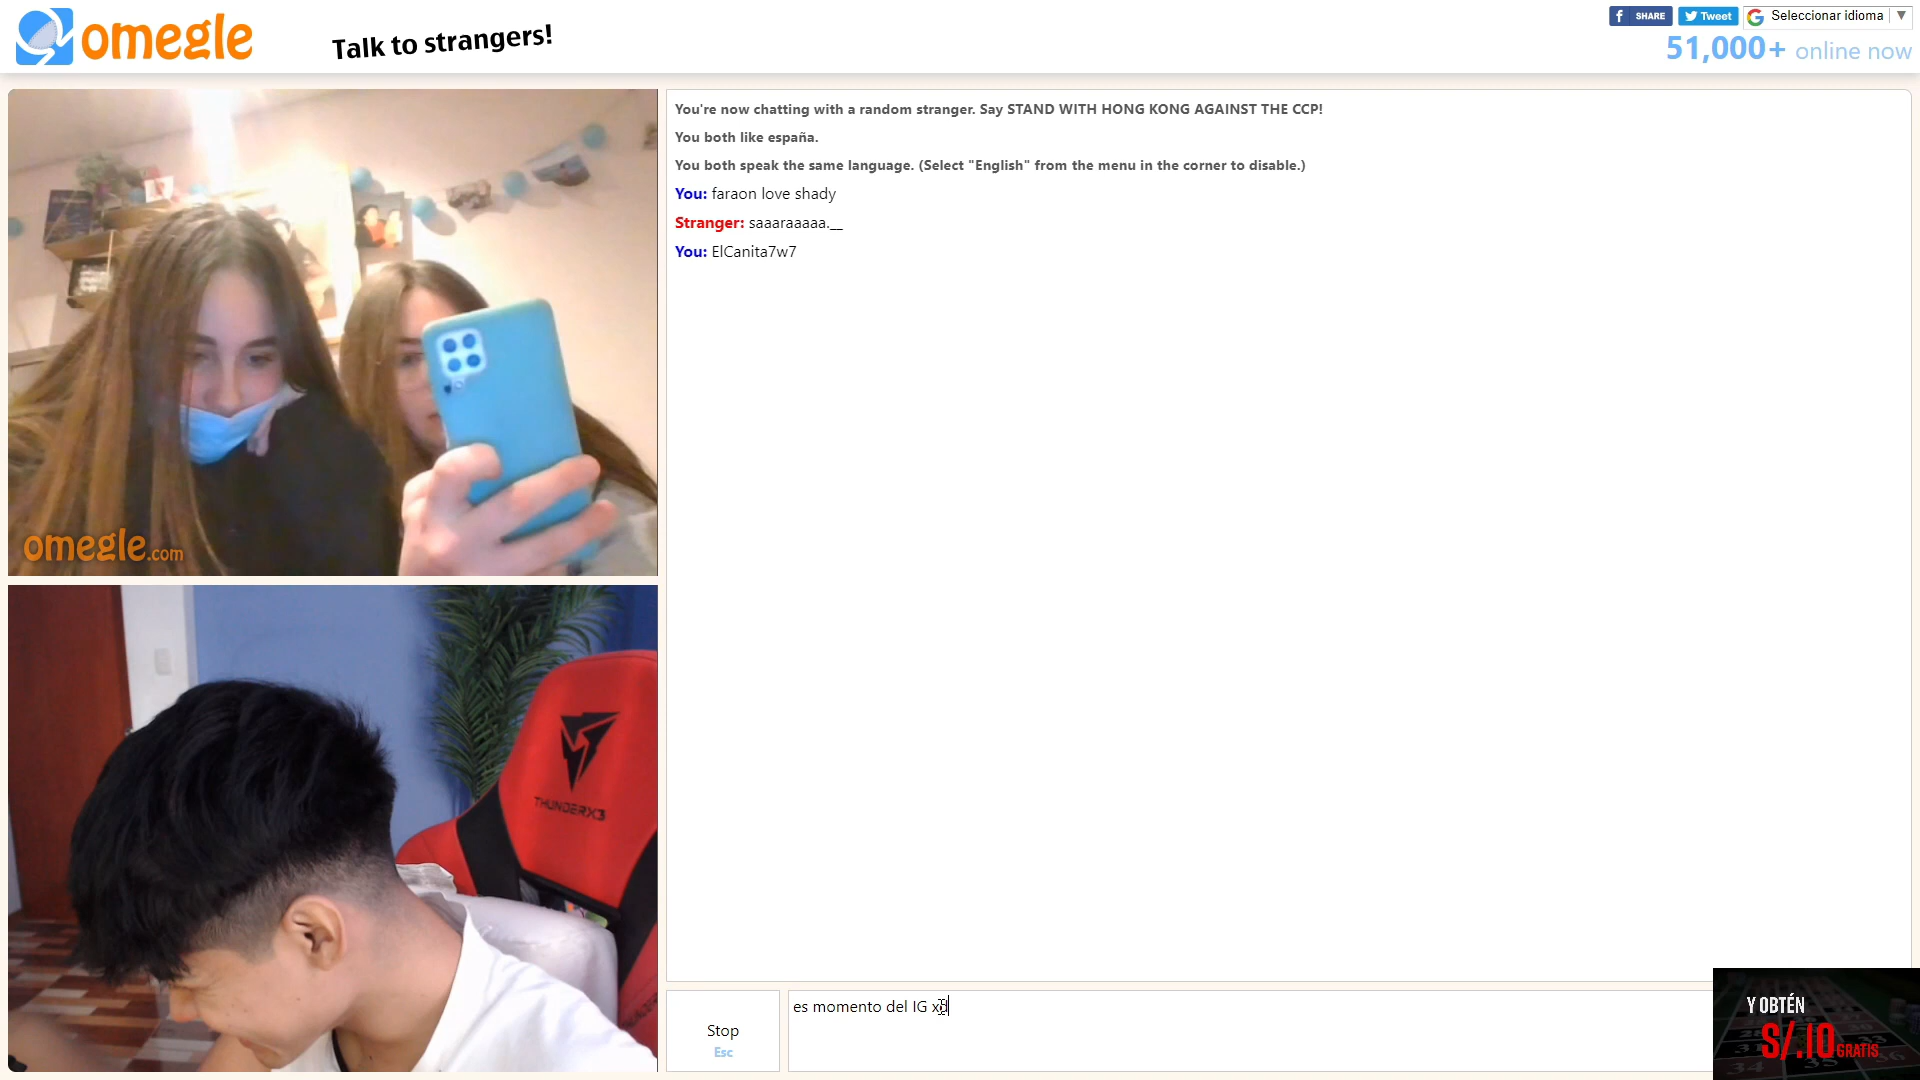 omegle
Talk to strangers!
SHARE
Tweet
Seleccionar idioma
51,000+ online now
You're now chatting with a random stranger. Say STAND WITH HONG KONG AGAINST THE CCP!
You both like españa.
You both speak the same language. (Select "English" from the menu in the corner to disable.)
You: faraon love shady
Stranger: saaaraaaaa.__
You: ElCanita7w7
omegle.com
THUNDERX3
Stop
Esc
es momento del IG xd
Y OBTÉN
S/.10 GRATIS